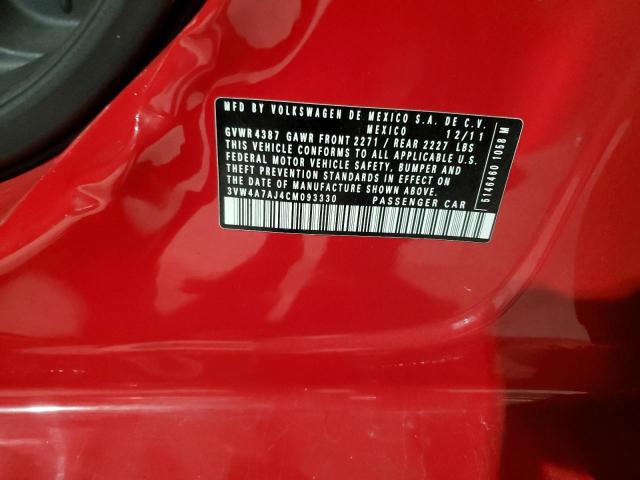 MFD BY VOLKSWAGEN DE MEXICO S.A. DE C.V.
MEXICO 12/11
GVWR 4387 GAWR FRONT 2271 / REAR 2227 LBS
THIS VEHICLE CONFORMS TO ALL APPLICABLE U.S.
FEDERAL MOTOR VEHICLE SAFETY, BUMPER AND
THEFT PREVENTION STANDARDS IN EFFECT ON
THE DATE OF MANUFACTURE SHOWN ABOVE.
3VW4A7AJ4CM093330 PASSENGER CAR
6146460 1058 M